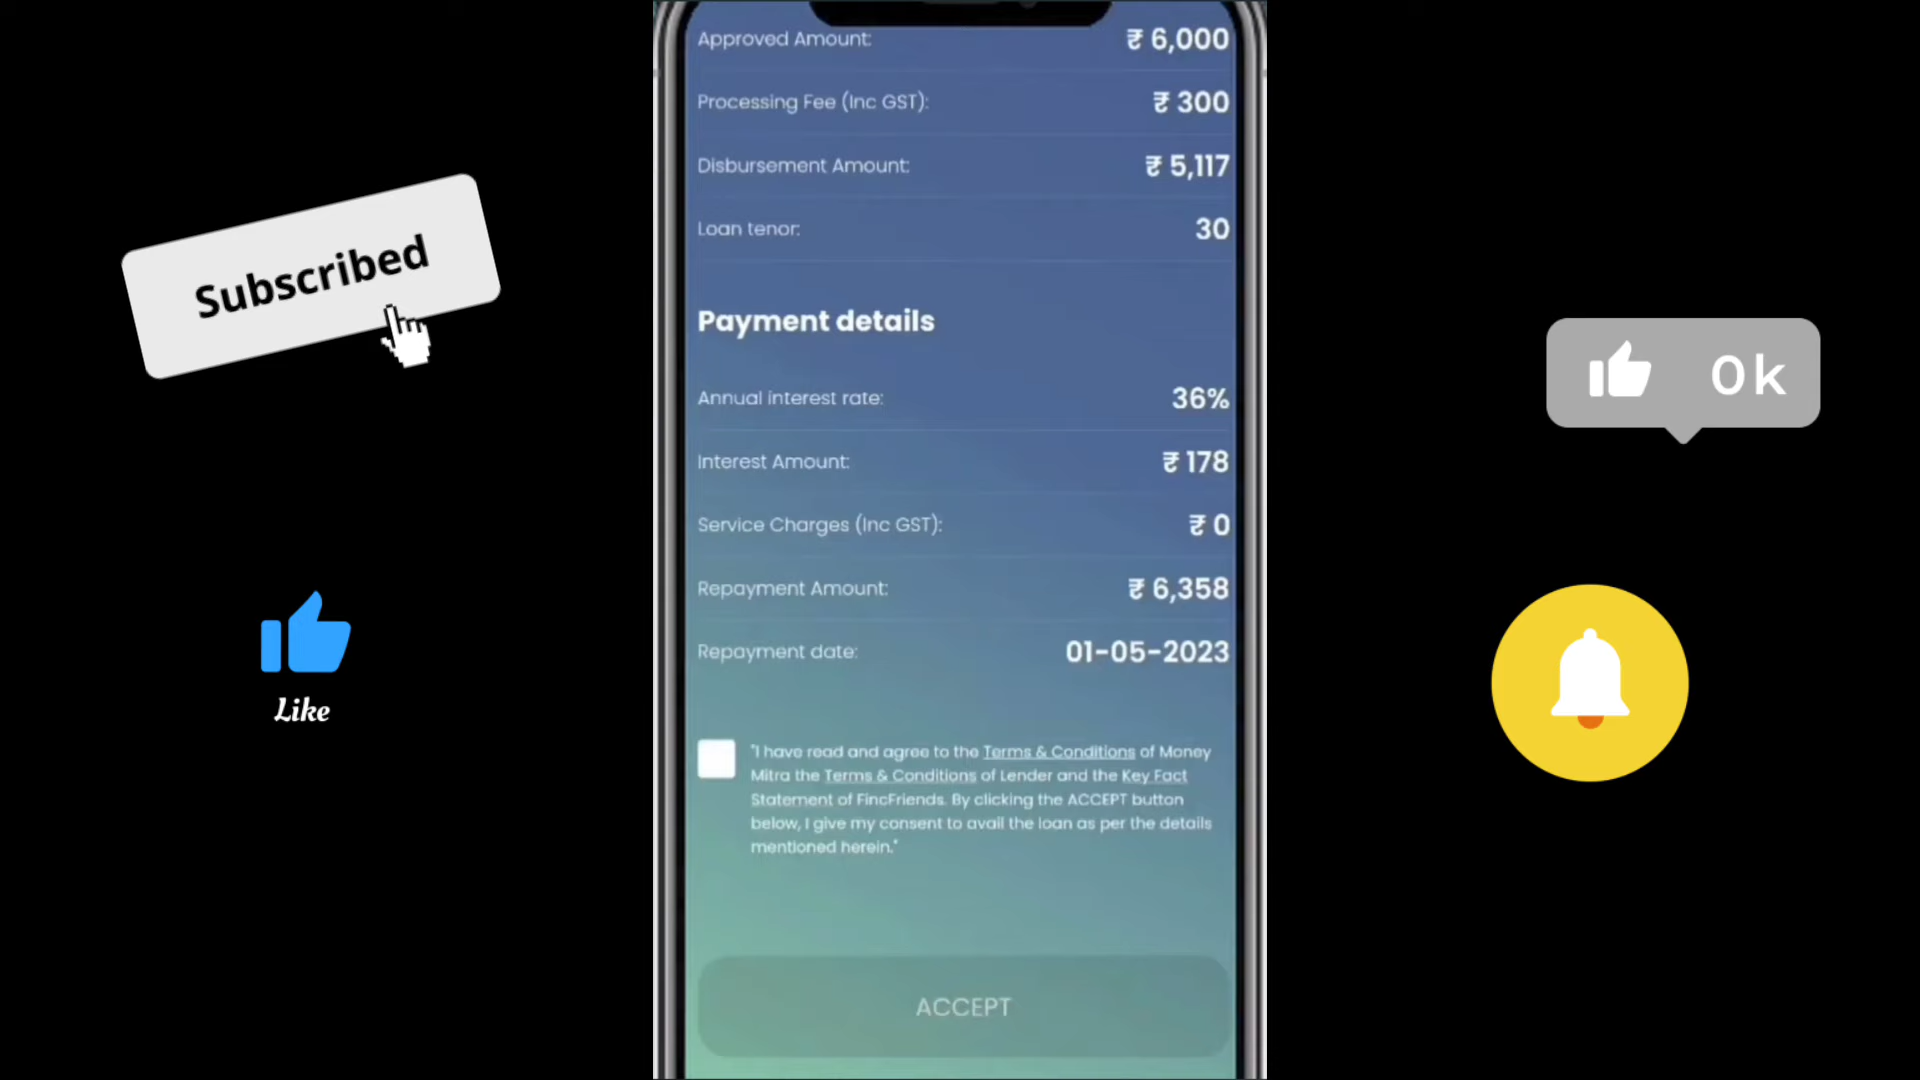 Approved Amount: ₹ 6,000
Processing Fee (Inc GST): ₹ 300
Disbursement Amount: ₹ 5,117
Loan tenor: 30
Payment details
Annual interest rate: 36%
Interest Amount: ₹ 178
Service Charges (Inc GST): ₹ 0
Repayment Amount: ₹ 6,358
Repayment date: 01-05-2023
"I have read and agree to the Terms & Conditions of Money
Mitra the Terms & Conditions of Lender and the Key Fact
Statement of FincFriends. By clicking the ACCEPT button
below, I give my consent to avail the loan as per the details
mentioned herein."
ACCEPT
Subscribed
Like
0k